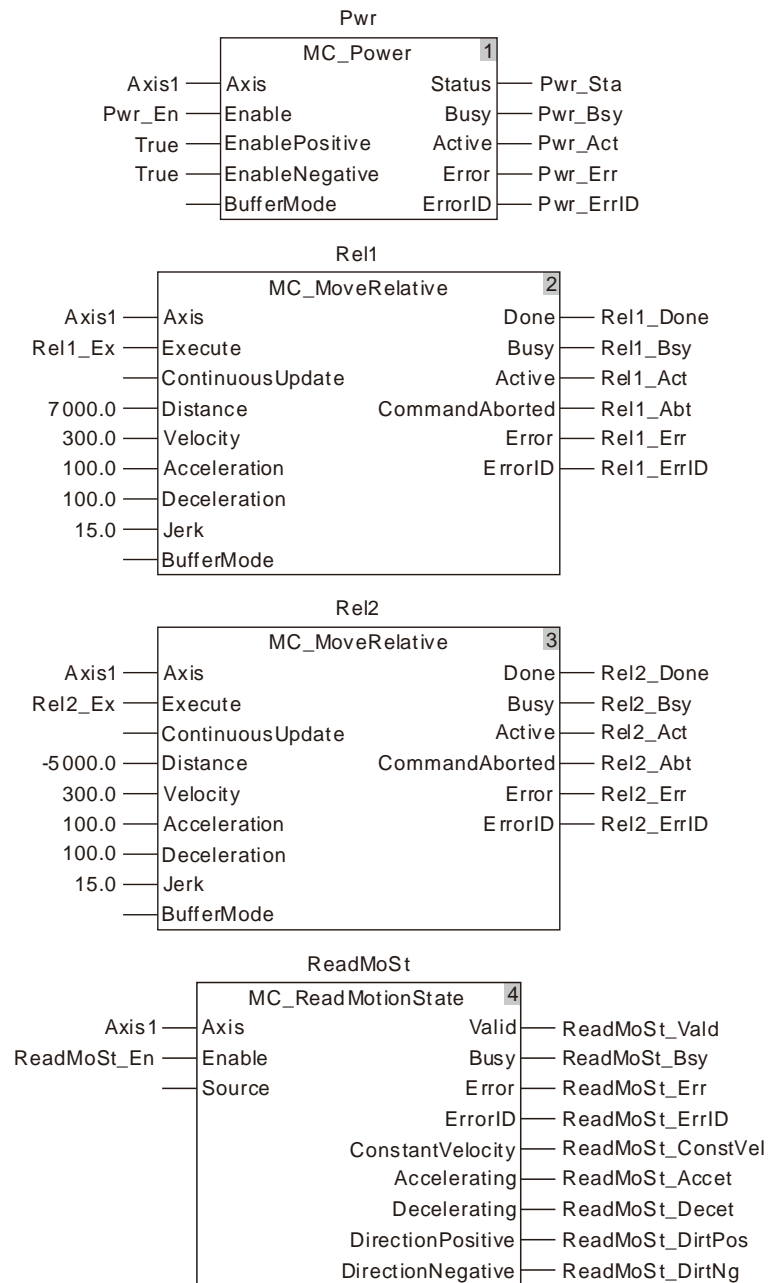 Pwr
MC_Power 1
Axis1 Axis Status Pwr_Sta
Pwr_En Enable Busy Pwr_Bsy
True EnablePositive Active Pwr_Act
True EnableNegative Error Pwr_Err
BufferMode ErrorID Pwr_ErrID
Rel1
MC_MoveRelative 2
Axis1 Axis Done Rel1_Done
Rel1_Ex Execute Busy Rel1_Bsy
ContinuousUpdate Active Rel1_Act
7000.0 Distance CommandAborted Rel1_Abt
300.0 Velocity Error Rel1_Err
100.0 Acceleration ErrorID Rel1_ErrID
100.0 Deceleration
15.0 Jerk
BufferMode
Rel2
MC_MoveRelative 3
Axis1 Axis Done Rel2_Done
Rel2_Ex Execute Busy Rel2_Bsy
ContinuousUpdate Active Rel2_Act
-5000.0 Distance CommandAborted Rel2_Abt
300.0 Velocity Error Rel2_Err
100.0 Acceleration ErrorID Rel2_ErrID
100.0 Deceleration
15.0 Jerk
BufferMode
ReadMoSt
MC_ReadMotionState 4
Axis1 Axis Valid ReadMoSt_Vald
ReadMoSt_En Enable Busy ReadMoSt_Bsy
Source Error ReadMoSt_Err
ErrorID ReadMoSt_ErrID
ConstantVelocity ReadMoSt_ConstVel
Accelerating ReadMoSt_Accet
Decelerating ReadMoSt_Decet
DirectionPositive ReadMoSt_DirtPos
DirectionNegative ReadMoSt_DirtNg